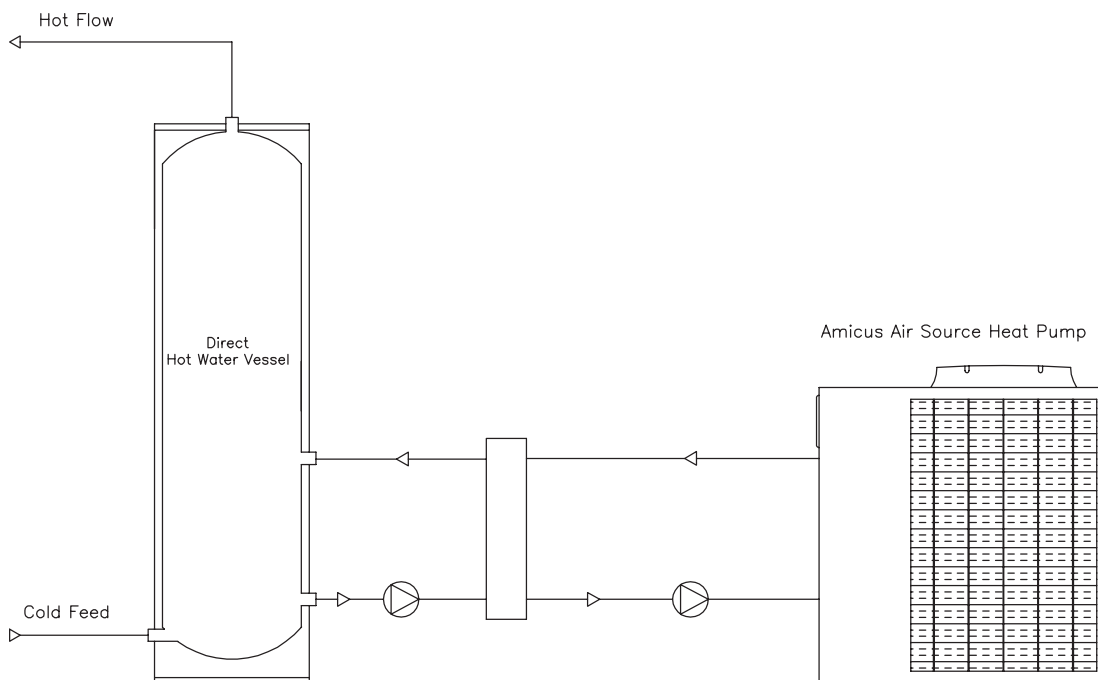 Hot Flow
Direct
Hot Water Vessel
Amicus Air Source Heat Pump
Cold Feed